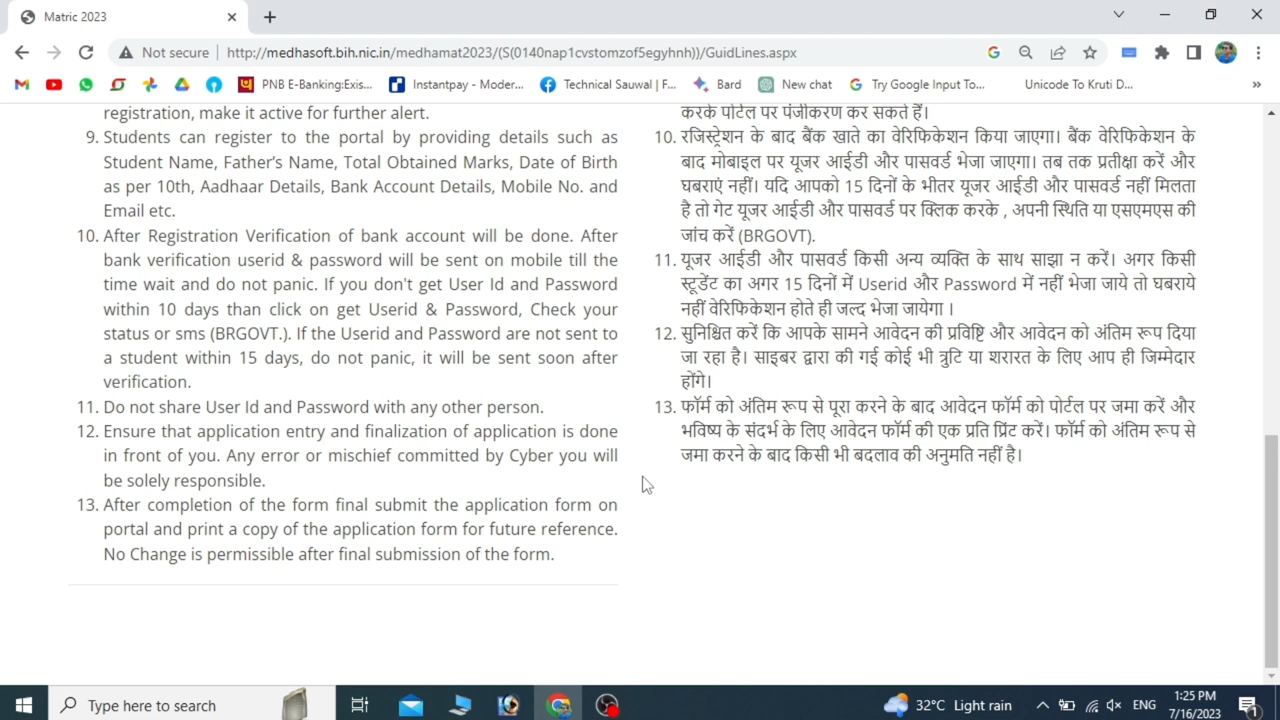 Matric 2023
Not secure
http://medhasoft.bih.nic.in/medhamat2023/(S(0140nap1cvstomzof5egyhnh))/GuidLines.aspx
PNB E-Banking:Exis...
Instantpay - Moder...
Technical Sauwal | F...
Bard
New chat
Try Google Input To...
Unicode To Kruti D...
»
registration, make it active for further alert.
9. Students can register to the portal by providing details such as
Student Name, Father's Name, Total Obtained Marks, Date of Birth
as per 10th, Aadhaar Details, Bank Account Details, Mobile No. and
Email etc.
10. After Registration Verification of bank account will be done. After
bank verification userid & password will be sent on mobile till the
time wait and do not panic. If you don't get User Id and Password
within 10 days than click on get Userid & Password, Check your
status or sms (BRGOVT.). If the Userid and Password are not sent to
a student within 15 days, do not panic, it will be sent soon after
verification.
11. Do not share User Id and Password with any other person.
12. Ensure that application entry and finalization of application is done
in front of you. Any error or mischief committed by Cyber you will
be solely responsible.
13. After completion of the form final submit the application form on
portal and print a copy of the application form for future reference.
No Change is permissible after final submission of the form.
करके पोर्टल पर पंजीकरण कर सकते हैं।
10. रजिस्ट्रेशन के बाद बैंक खाते का वेरिफिकेशन किया जाएगा। बैंक वेरिफिकेशन के
बाद मोबाइल पर यूजर आईडी और पासवर्ड भेजा जाएगा। तब तक प्रतीक्षा करें और
घबराएं नहीं। यदि आपको 15 दिनों के भीतर यूजर आईडी और पासवर्ड नहीं मिलता
है तो गेट यूजर आईडी और पासवर्ड पर क्लिक करके , अपनी स्थिति या एसएमएस की
जांच करें (BRGOVT).
11. यूजर आईडी और पासवर्ड किसी अन्य व्यक्ति के साथ साझा न करें। अगर किसी
स्टूडेंट का अगर 15 दिनों में Userid और Password में नहीं भेजा जाये तो घबराये
नहीं वेरिफिकेशन होते ही जल्द भेजा जायेगा ।
12. सुनिश्चित करें कि आपके सामने आवेदन की प्रविष्टि और आवेदन को अंतिम रूप दिया
जा रहा है। साइबर द्वारा की गई कोई भी त्रुटि या शरारत के लिए आप ही जिम्मेदार
होंगे।
13. फॉर्म को अंतिम रूप से पूरा करने के बाद आवेदन फॉर्म को पोर्टल पर जमा करें और
भविष्य के संदर्भ के लिए आवेदन फॉर्म की एक प्रति प्रिंट करें। फॉर्म को अंतिम रूप से
जमा करने के बाद किसी भी बदलाव की अनुमति नहीं है।
Type here to search
32°C Light rain
ENG
1:25 PM
7/16/2023
1